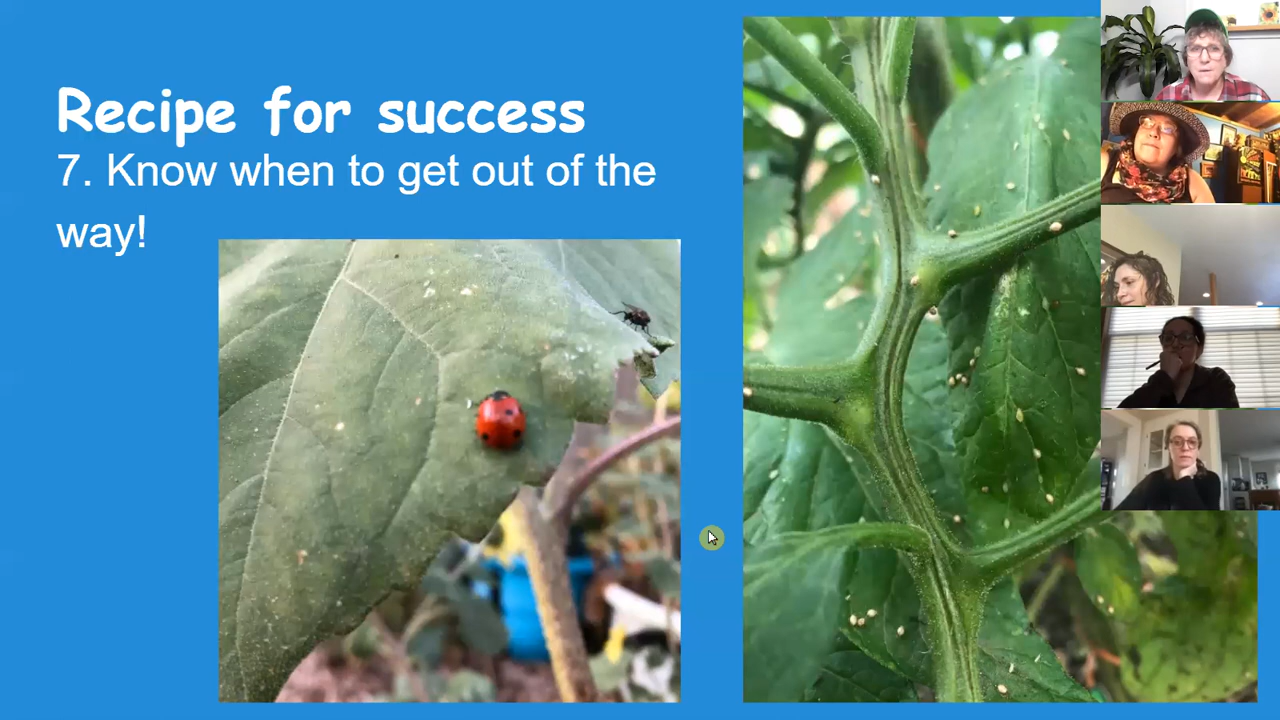 Recipe for success
7. Know when to get out of the
way!